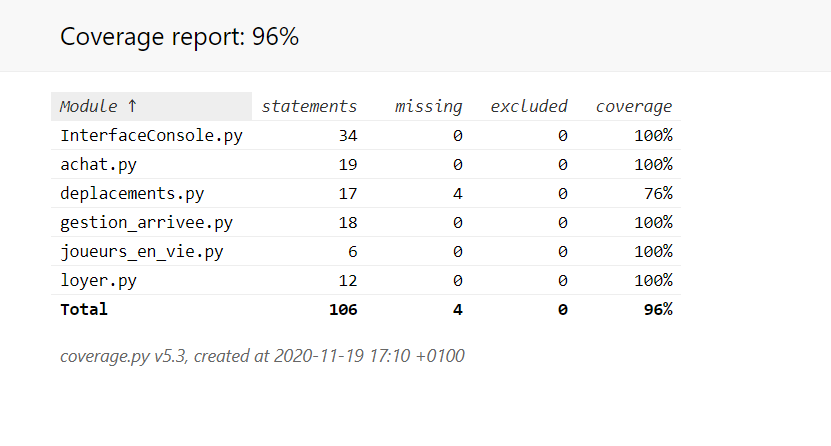 Coverage report: 96%
Module ↑ statements missing excluded coverage
InterfaceConsole.py 34 0 0 100%
achat.py 19 0 0 100%
deplacements.py 17 4 0 76%
gestion_arrivee.py 18 0 0 100%
joueurs_en_vie.py 6 0 0 100%
loyer.py 12 0 0 100%
Total 106 4 0 96%
coverage.py v5.3, created at 2020-11-19 17:10 +0100